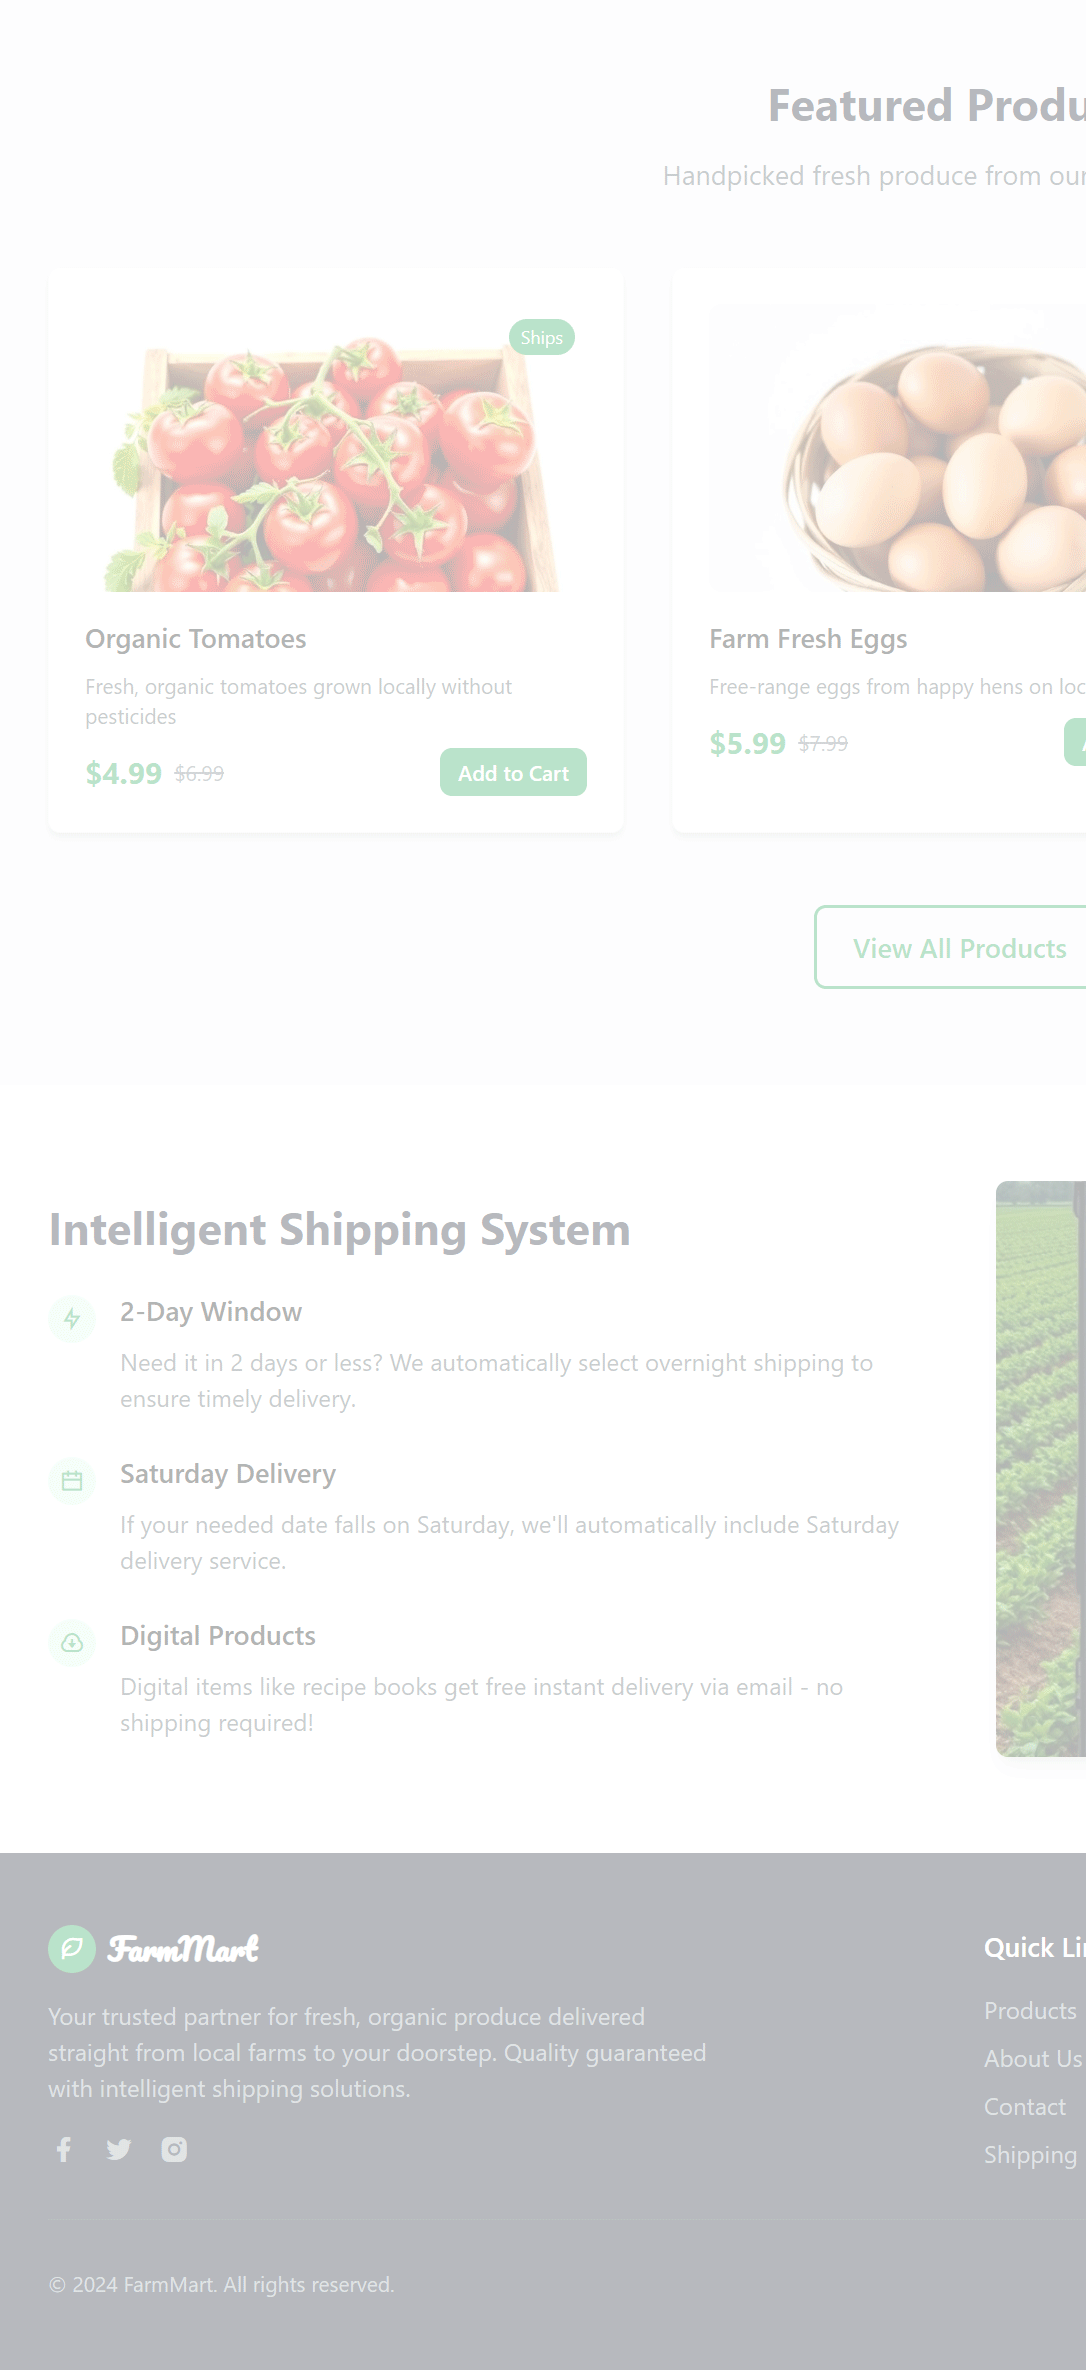 Featured Produ
Handpicked fresh produce from our
Ships
Organic Tomatoes
Fresh, organic tomatoes grown locally without
pesticides
$4.99 $6.99
Add to Cart
Farm Fresh Eggs
Free-range eggs from happy hens on loc
$5.99 $7.99
View All Products
Intelligent Shipping System
2-Day Window
Need it in 2 days or less? We automatically select overnight shipping to
ensure timely delivery.
Saturday Delivery
If your needed date falls on Saturday, we'll automatically include Saturday
delivery service.
Digital Products
Digital items like recipe books get free instant delivery via email - no
shipping required!
FarmMart
Your trusted partner for fresh, organic produce delivered
straight from local farms to your doorstep. Quality guaranteed
with intelligent shipping solutions.
Quick Li
Products
About Us
Contact
Shipping
© 2024 FarmMart. All rights reserved.